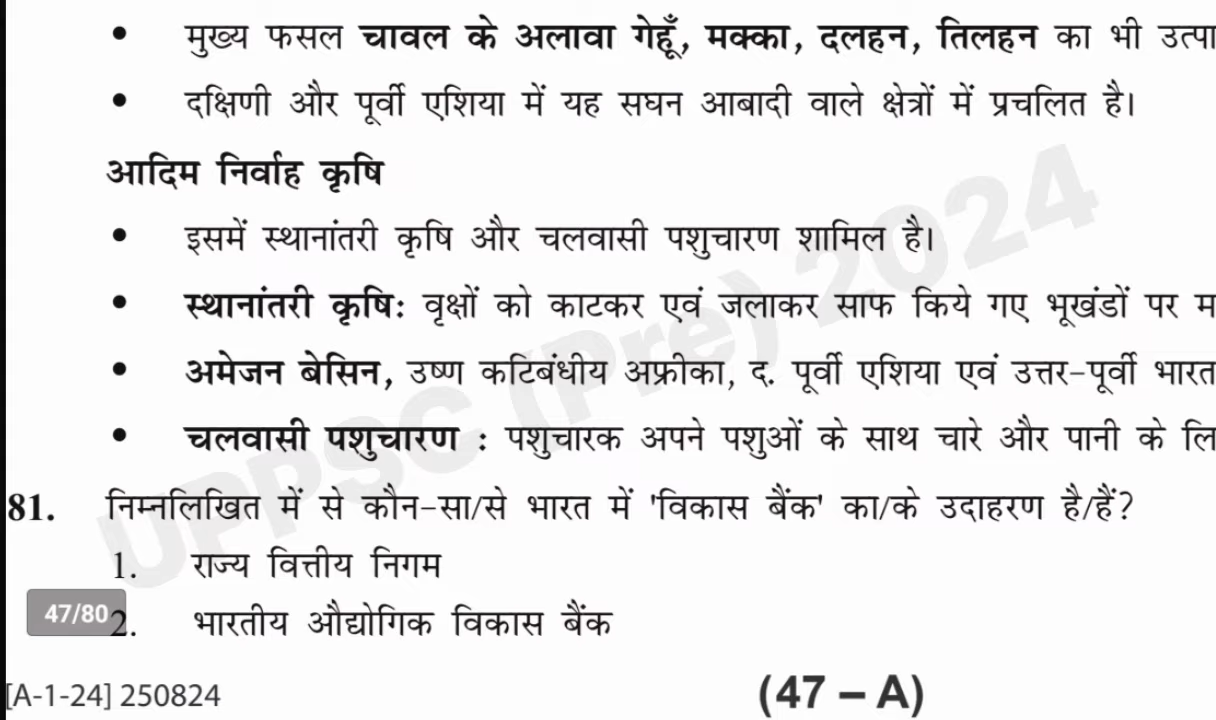 • मुख्य फसल चावल के अलावा गेहूँ, मक्का, दलहन, तिलहन का भी उत्पा
• दक्षिणी और पूर्वी एशिया में यह सघन आबादी वाले क्षेत्रों में प्रचलित है।
आदिम निर्वाह कृषि
• इसमें स्थानांतरी कृषि और चलवासी पशुचारण शामिल है।
• स्थानांतरी कृषिः वृक्षों को काटकर एवं जलाकर साफ किये गए भूखंडों पर म
• अमेजन बेसिन, उष्ण कटिबंधीय अफ्रीका, द. पूर्वी एशिया एवं उत्तर-पूर्वी भारत
• चलवासी पशुचारण : पशुचारक अपने पशुओं के साथ चारे और पानी के लि
81. निम्नलिखित में से कौन-सा/से भारत में 'विकास बैंक' का/के उदाहरण है/हैं?
1. राज्य वित्तीय निगम
2. भारतीय औद्योगिक विकास बैंक
47/80
[A-1-24] 250824 (47 – A)
UPPSC (Pre) 2024